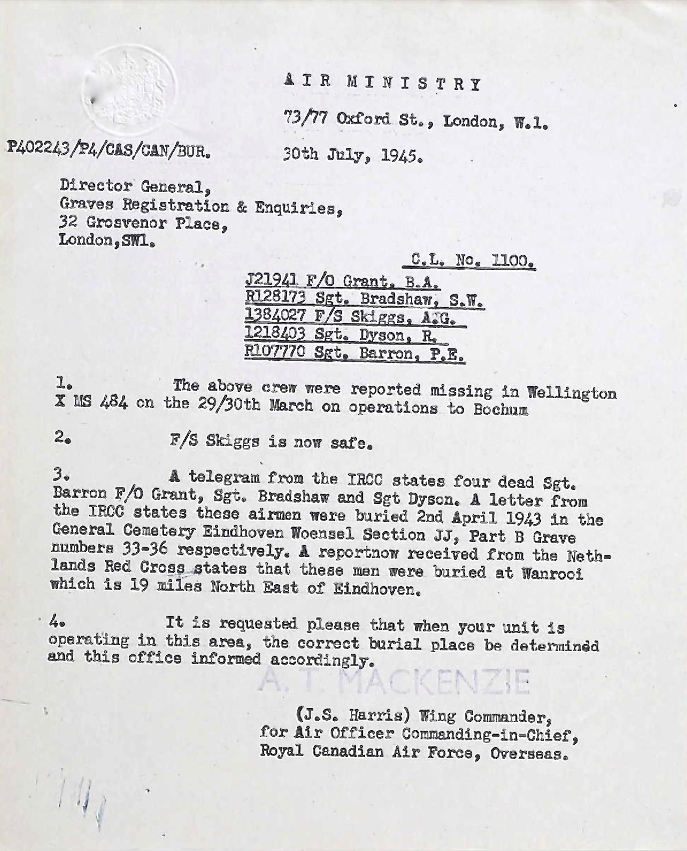 AIR MINISTRY
73/77 Oxford St., London, W.1.
P402243/P4/CAS/CAN/BUR.
30th July, 1945.
Director General,
Graves Registration & Enquiries,
32 Grosvenor Place,
London,SW1.
C.L. No. 1100.
J21941 F/O Grant, B.A.
R128173 Sgt. Bradshaw, S.W.
1384027 F/S Skiggs, A.G.
1218403 Sgt. Dyson, R.
R107770 Sgt. Barron, P.E.
1. The above crew were reported missing in Wellington
X MS 484 on the 29/30th March on operations to Bochum
2. F/S Skiggs is now safe.
3. A telegram from the IRCC states four dead Sgt.
Barron F/O Grant, Sgt. Bradshaw and Sgt Dyson. A letter from
the IRCC states these airmen were buried 2nd April 1943 in the
General Cemetery Eindhoven Woensel Section JJ, Part B Grave
numbers 33-36 respectively. A reportnow received from the Neth-
lands Red Cross states that these men were buried at Wanrooi
which is 19 miles North East of Eindhoven.
4. It is requested please that when your unit is
operating in this area, the correct burial place be determined
and this office informed accordingly.
A. T. MACKENZIE
(J.S. Harris) Wing Commander,
for Air Officer Commanding-in-Chief,
Royal Canadian Air Force, Overseas.